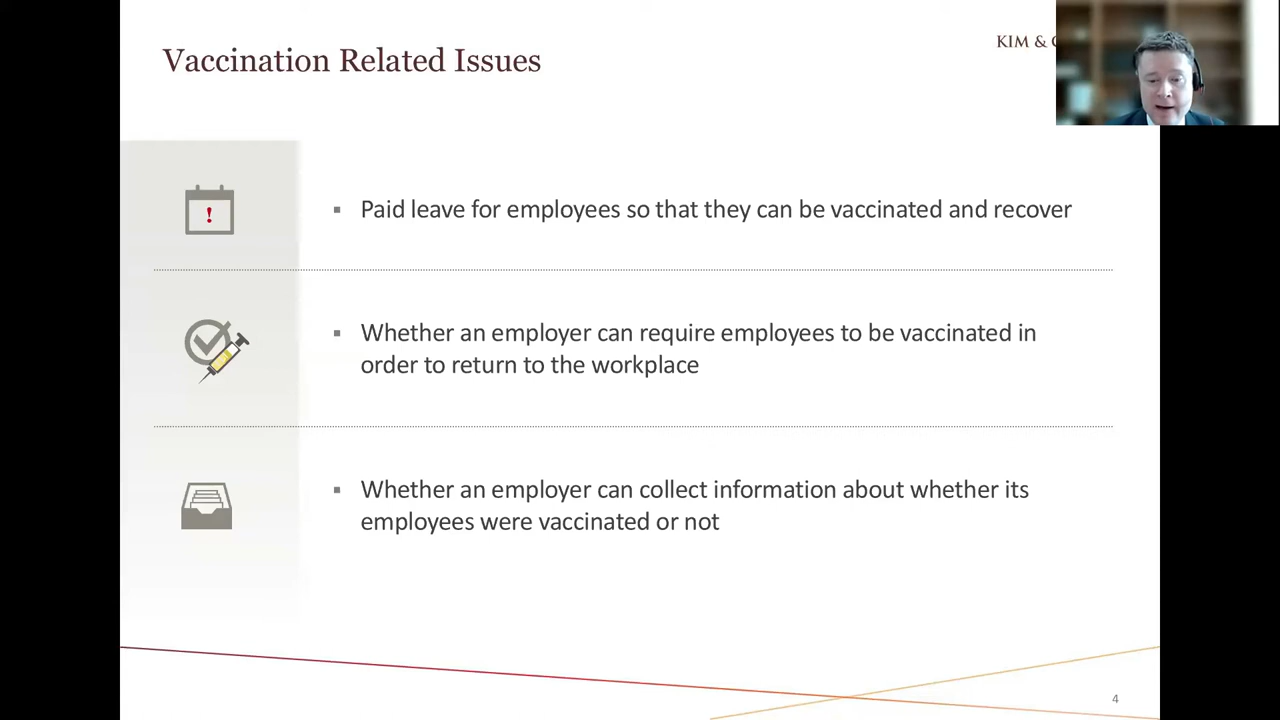 Vaccination Related Issues
KIM &
!
▪ Paid leave for employees so that they can be vaccinated and recover
▪ Whether an employer can require employees to be vaccinated in
order to return to the workplace
▪ Whether an employer can collect information about whether its
employees were vaccinated or not
4